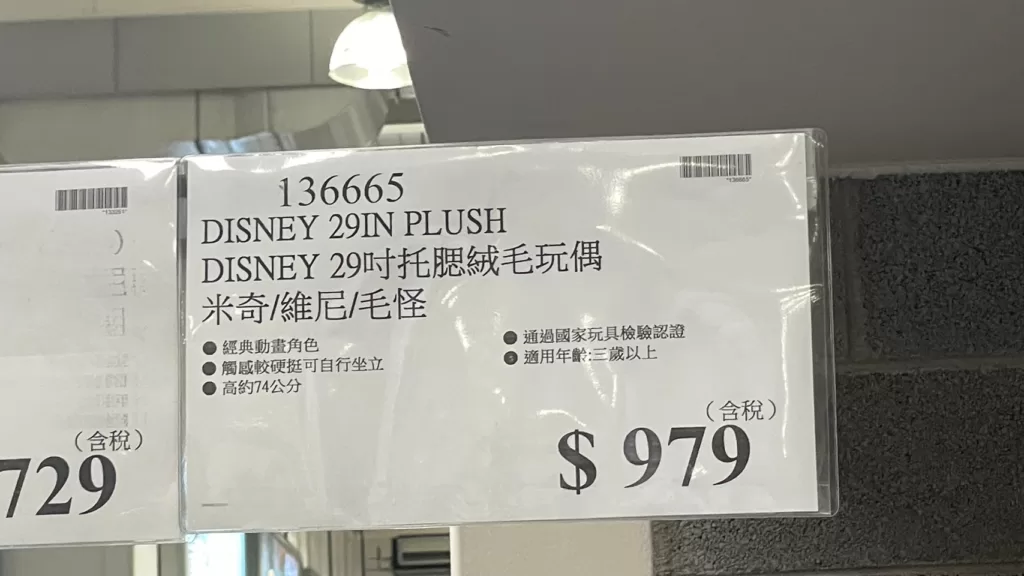 136665
DISNEY 29IN PLUSH
DISNEY 29吋托腮絨毛玩偶
米奇/維尼/毛怪
● 經典動畫角色
● 觸感較硬挺可自行坐立
● 高約74公分
● 通過國家玩具檢驗認證
● 適用年齡:三歲以上
(含稅)
$ 979
(含稅)
729